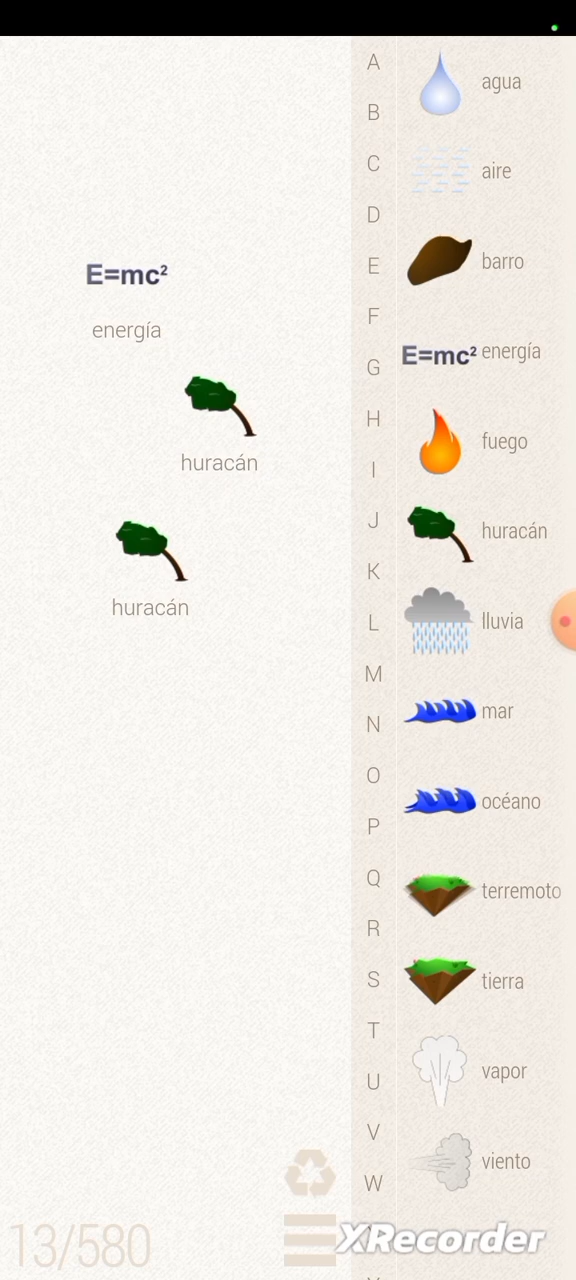 E=mc²
energía
huracán
huracán
13/580
A
B
C
D
E
F
G
H
I
J
K
L
M
N
O
P
Q
R
S
T
U
V
W
agua
aire
barro
E=mc² energía
fuego
huracán
lluvia
mar
océano
terremoto
tierra
vapor
viento
XRecorder